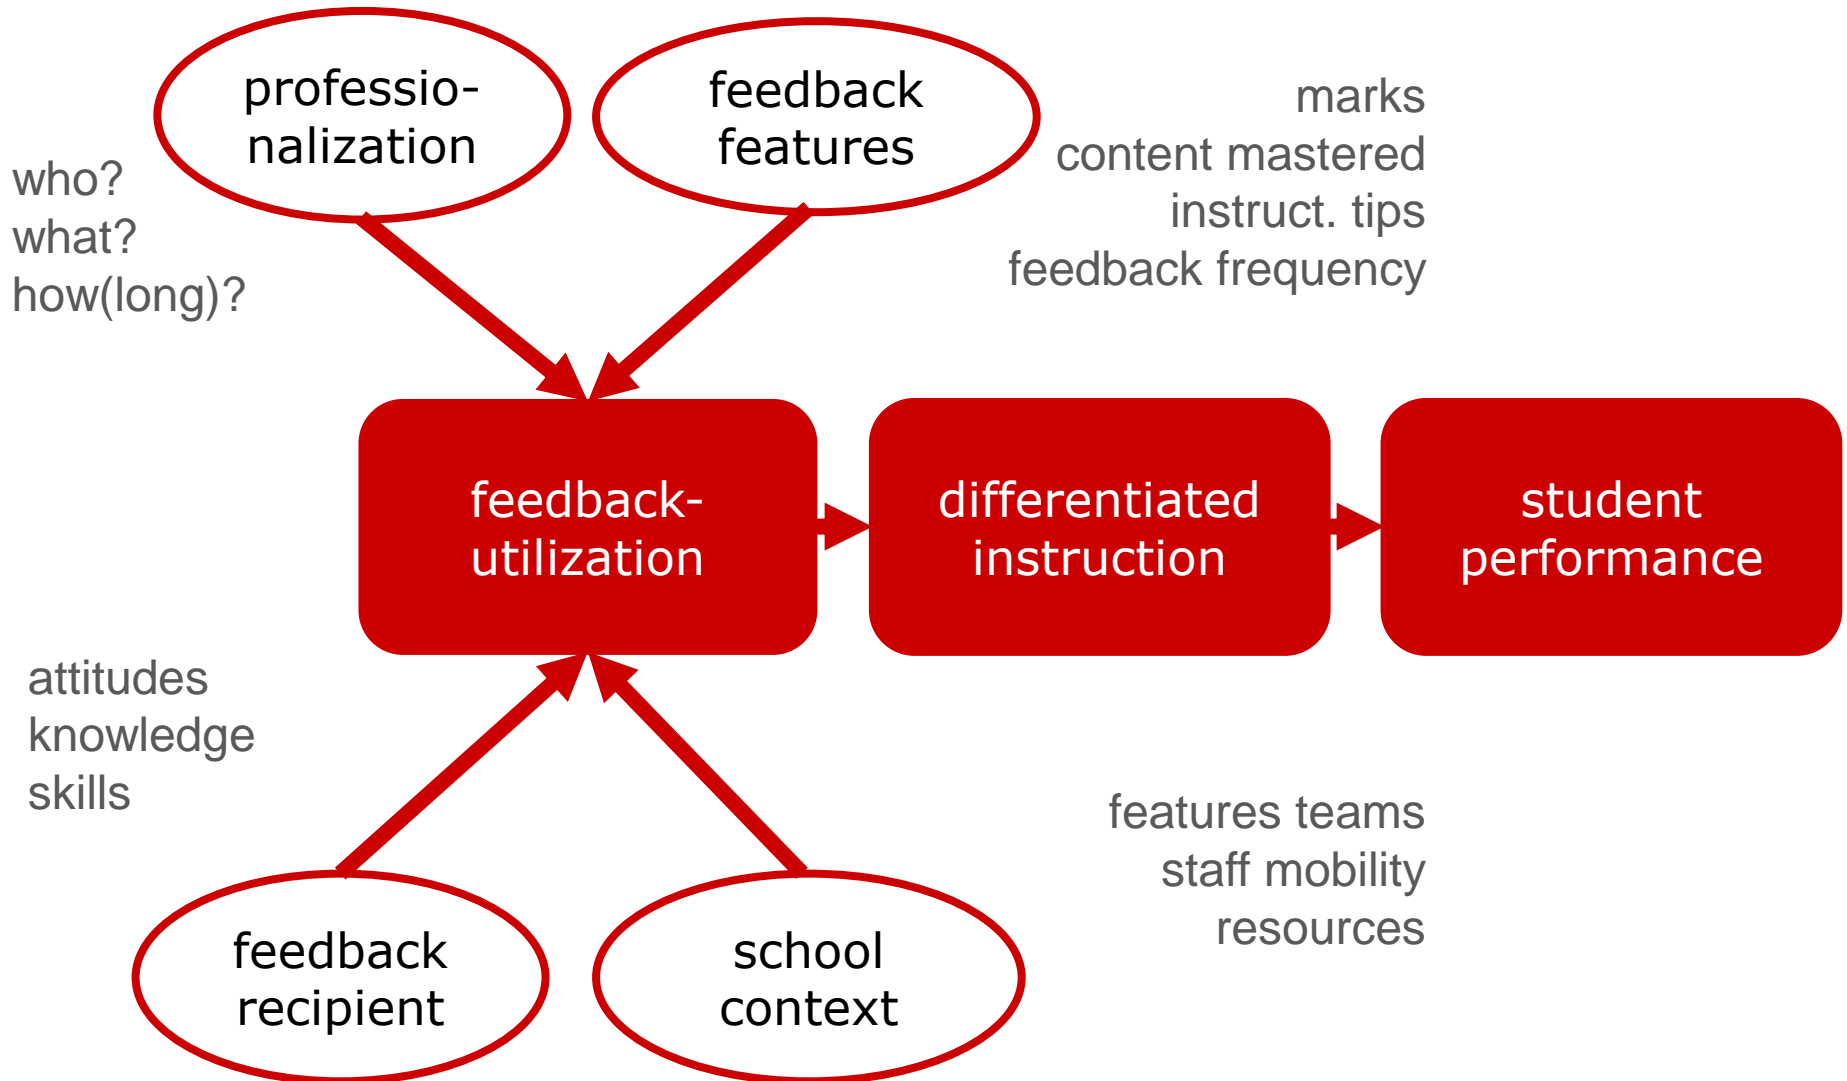 professio-
nalization
feedback
features
marks
content mastered
instruct. tips
feedback frequency
who?
what?
how(long)?
feedback-
utilization
differentiated
instruction
student
performance
attitudes
knowledge
skills
features teams
staff mobility
resources
feedback
recipient
school
context